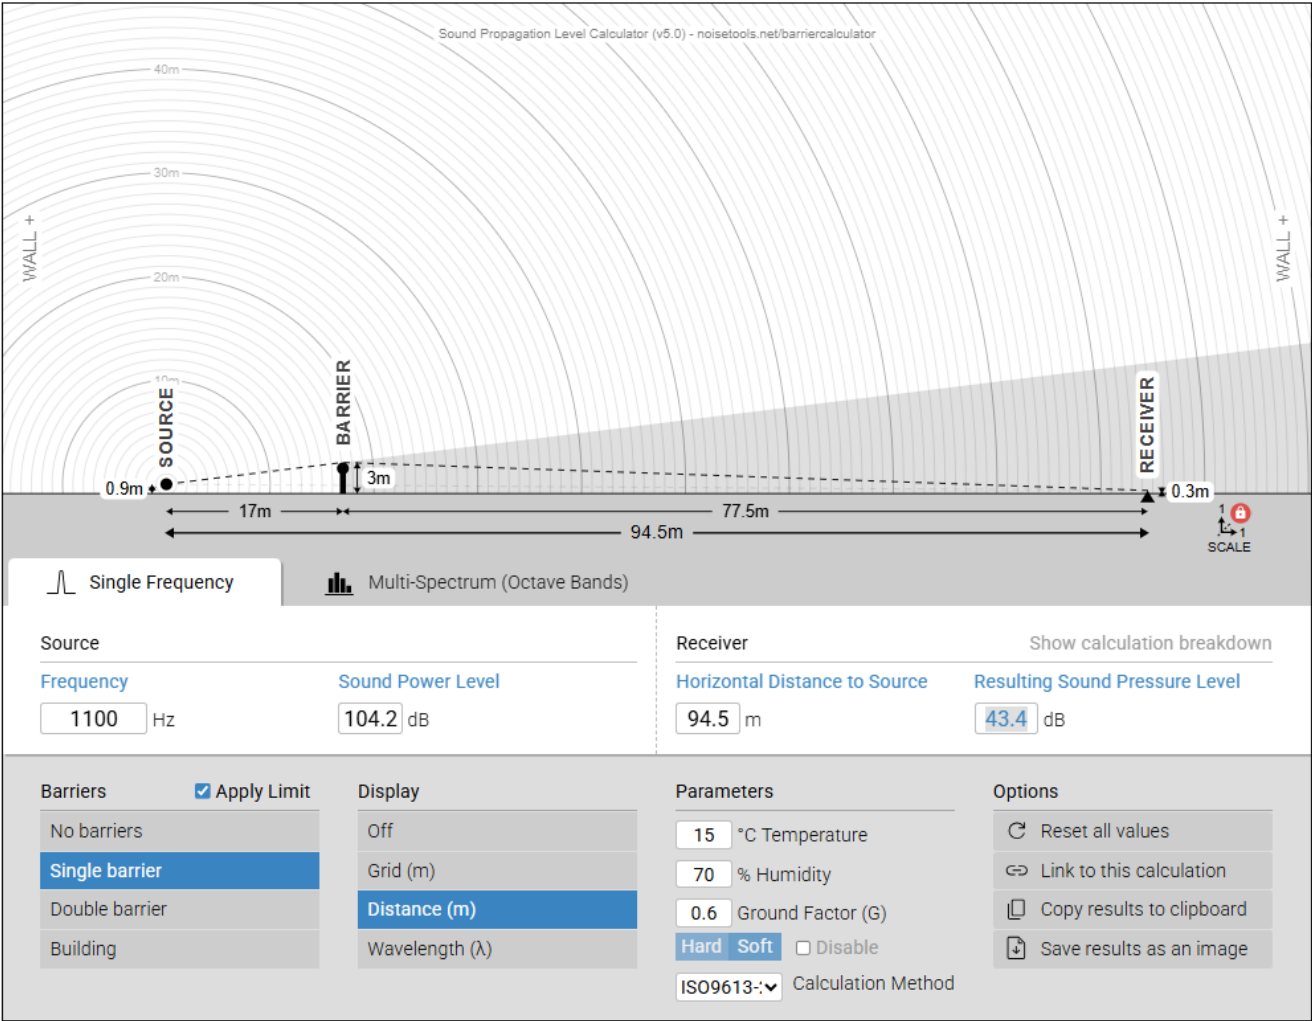 Sound Propagation Level Calculator (v5.0) - noisetools.net/barriercalculator
40m
30m
WALL +
WALL +
20m
10m
SOURCE
BARRIER
RECEIVER
0.9m
3m
0.3m
17m
77.5m
94.5m
1
1
SCALE
Single Frequency
Multi-Spectrum (Octave Bands)
Source
Receiver
Show calculation breakdown
Frequency
Sound Power Level
Horizontal Distance to Source
Resulting Sound Pressure Level
1100 Hz
104.2 dB
94.5 m
43.4 dB
Barriers
Apply Limit
Display
Parameters
Options
No barriers
Single barrier
Double barrier
Building
Off
Grid (m)
Distance (m)
Wavelength (λ)
15 °C Temperature
70 % Humidity
0.6 Ground Factor (G)
Hard Soft Disable
ISO9613-: Calculation Method
Reset all values
Link to this calculation
Copy results to clipboard
Save results as an image